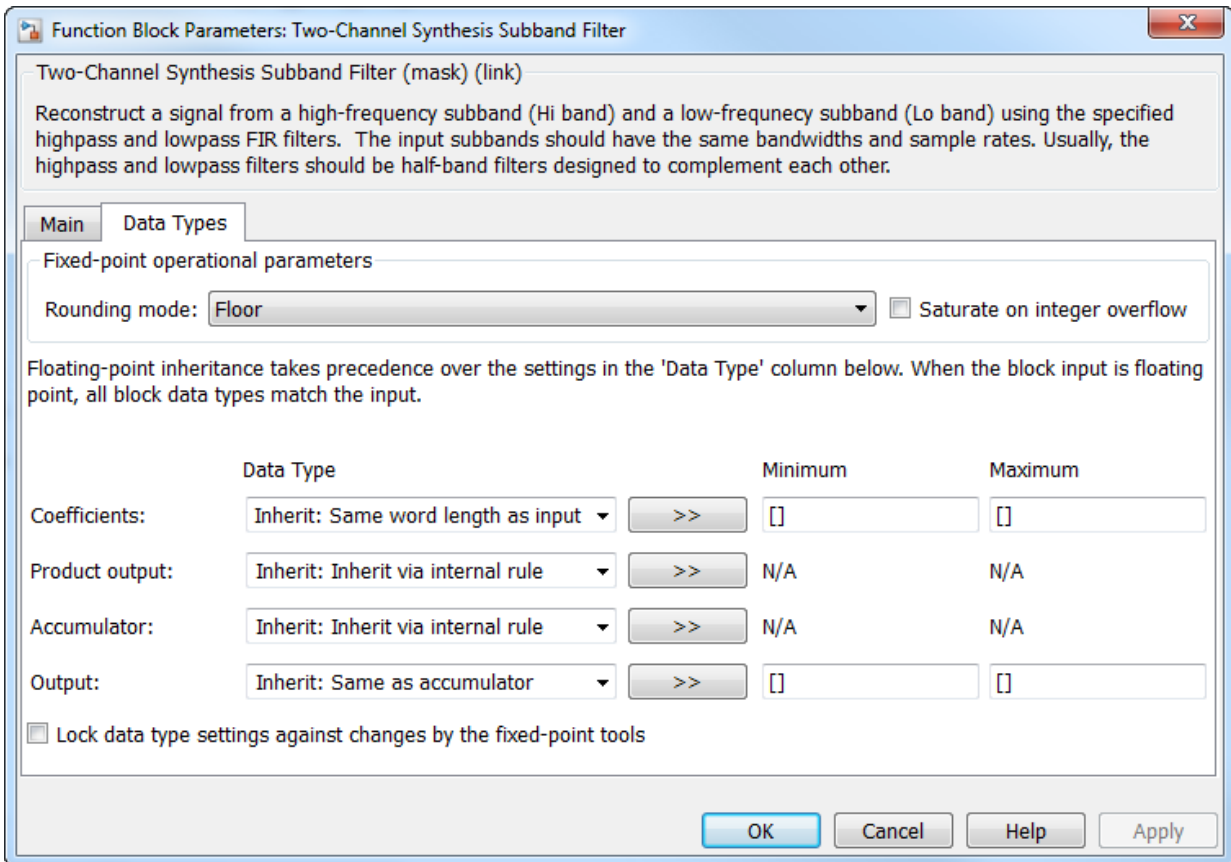 Function Block Parameters: Two-Channel Synthesis Subband Filter
X
Two-Channel Synthesis Subband Filter (mask) (link)
Reconstruct a signal from a high-frequency subband (Hi band) and a low-frequnecy subband (Lo band) using the specified
highpass and lowpass FIR filters.  The input subbands should have the same bandwidths and sample rates. Usually, the
highpass and lowpass filters should be half-band filters designed to complement each other.
Main Data Types
Fixed-point operational parameters
Rounding mode: Floor Saturate on integer overflow
Floating-point inheritance takes precedence over the settings in the 'Data Type' column below. When the block input is floating
point, all block data types match the input.
Data Type Minimum Maximum
Coefficients: Inherit: Same word length as input >> [] []
Product output: Inherit: Inherit via internal rule >> N/A N/A
Accumulator: Inherit: Inherit via internal rule >> N/A N/A
Output: Inherit: Same as accumulator >> [] []
Lock data type settings against changes by the fixed-point tools
OK Cancel Help Apply